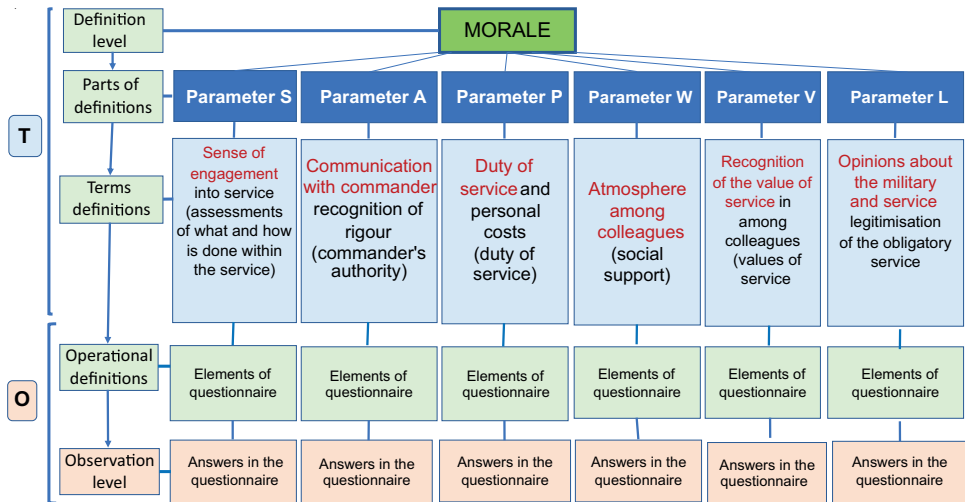 Definition
level
MORALE
Parts of
definitions
Parameter S
Parameter A
Parameter P
Parameter W
Parameter V
Parameter L
T
Terms
definitions
Sense of
engagement
into service
(assessments
of what and how
is done within
the service)
Communication
with commander
recognition of
rigour
(commander's
authority)
Duty of
service and
personal
costs
(duty of
service)
Atmosphere
among
colleagues
(social
support)
Recognition
of the value of
service in
among
colleagues
(values of
service
Opinions about
the military
and service
legitimisation
of the obligatory
service
O
Operational
definitions
Elements of
questionnaire
Elements of
questionnaire
Elements of
questionnaire
Elements of
questionnaire
Elements of
questionnaire
Elements of
questionnaire
Observation
level
Answers in the
questionnaire
Answers in the
questionnaire
Answers in the
questionnaire
Answers in the
questionnaire
Answers in the
questionnaire
Answers in the
questionnaire